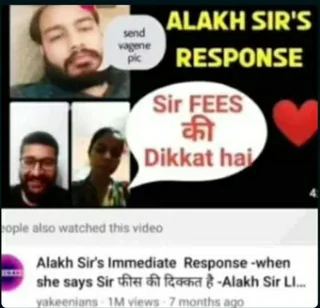 ALAKH SIR'S
RESPONSE
send
vagene
pic
Sir FEES
की
Dikkat hai
4
eople also watched this video
Alakh Sir's Immediate Response -when
she says Sir फीस की दिक्कत है -Alakh Sir LI...
yakeenians · 1M views · 7 months ago